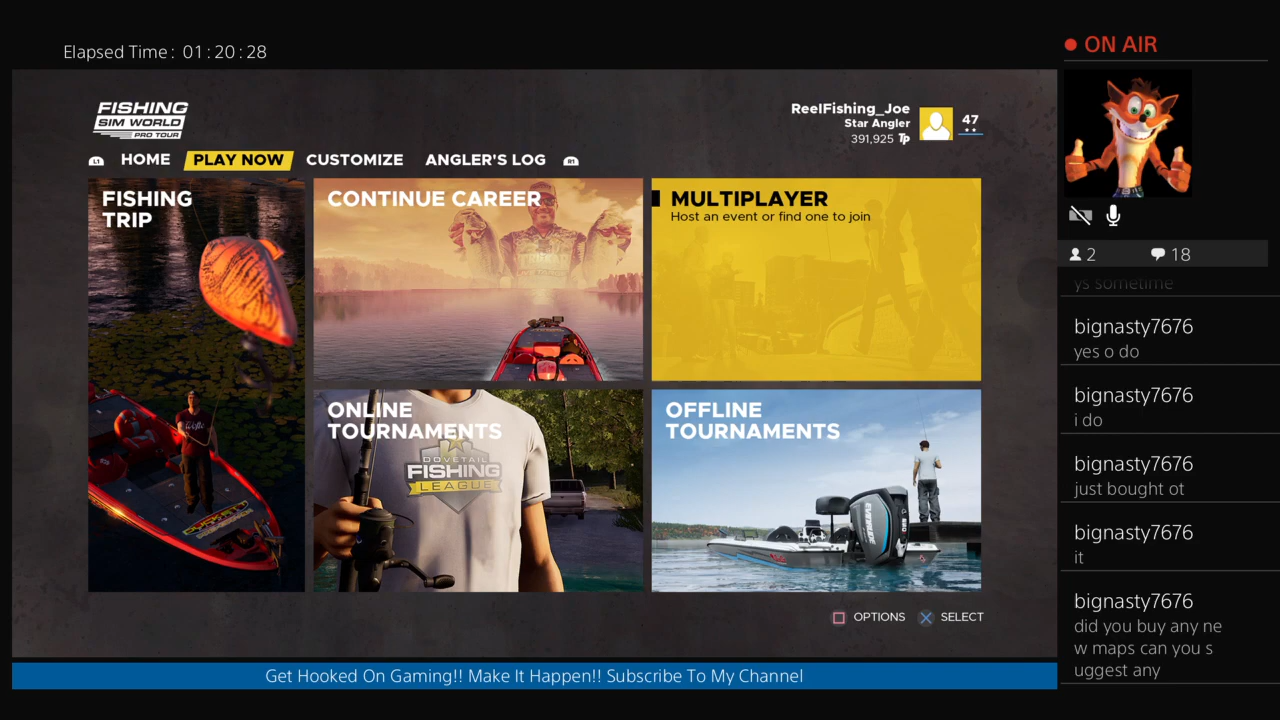 Elapsed Time: 01:20:28
ON AIR
FISHING
SIM WORLD
PRO TOUR
ReelFishing_Joe
Star Angler
391,925 Tp
47
L1 HOME PLAY NOW CUSTOMIZE ANGLER'S LOG R1
FISHING
TRIP
CONTINUE CAREER
MULTIPLAYER
Host an event or find one to join
ONLINE
TOURNAMENTS
DOVETAIL
FISHING
LEAGUE
OFFLINE
TOURNAMENTS
EVINRUDE
OPTIONS SELECT
Get Hooked On Gaming!! Make It Happen!! Subscribe To My Channel
2 18
ys sometime
bignasty7676
yes o do
bignasty7676
i do
bignasty7676
just bought ot
bignasty7676
it
bignasty7676
did you buy any ne
w maps can you s
uggest any